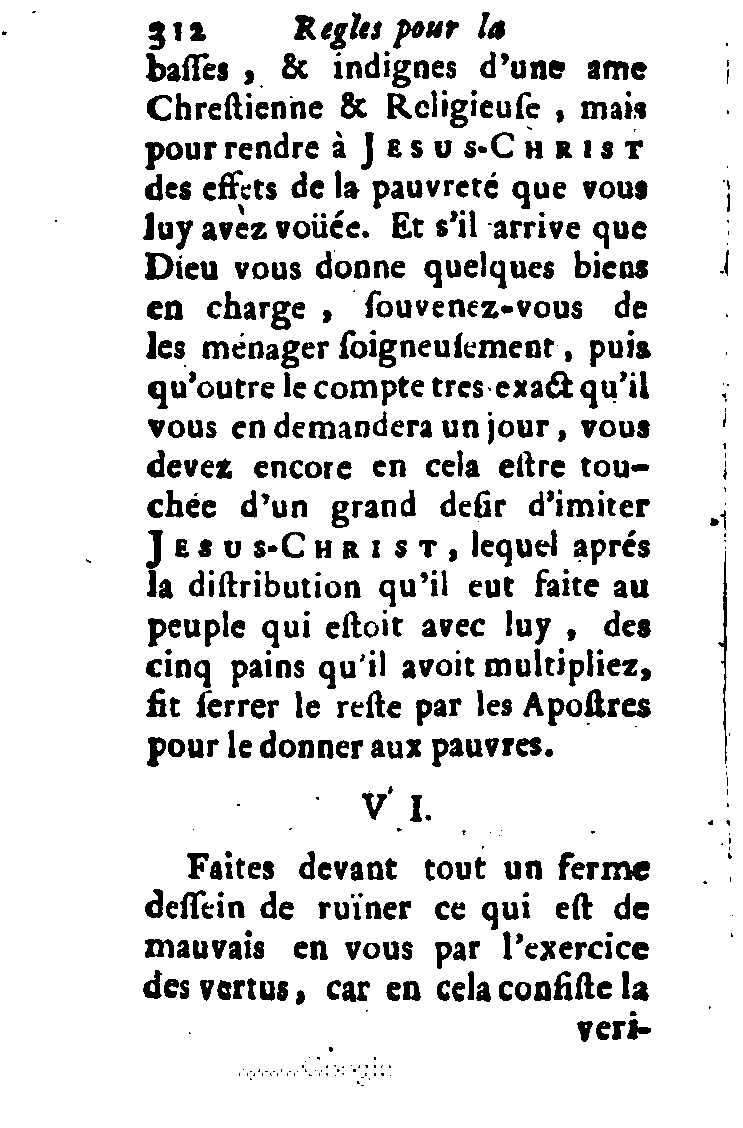 312 Regles pour la
baſſes, & indignes d'une ame
Chreſtienne & Religieuſe, mais
pour rendre à JESUS-CHRIST
des effets de la pauvreté que vous
luy avèz voüée. Et s'il arrive que
Dieu vous donne quelques biens
en charge, ſouvenez-vous de
les ménager ſoigneuſement, puis
qu'outre le compte tres exact qu'il
vous en demandera un jour, vous
devez encore en cela eſtre tou-
chée d'un grand deſir d'imiter
JESUS-CHRIST, lequel aprés
la diſtribution qu'il eut faite au
peuple qui eſtoit avec luy, des
cinq pains qu'il avoit multipliez,
fit ſerrer le reſte par les Apoſtres
pour le donner aux pauvres.
VI.
Faites devant tout un ferme
deſſein de ruïner ce qui eſt de
mauvais en vous par l'exercice
des vertus, car en cela conſiſte la
veri-
Google